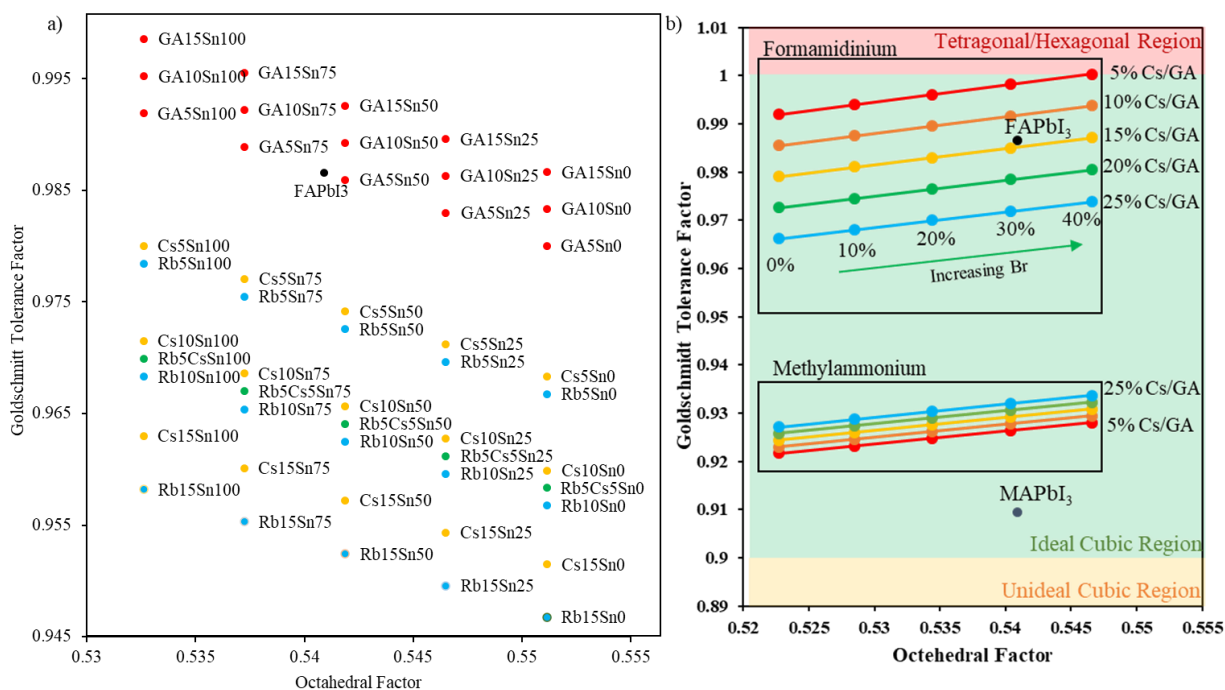 a)
0.995
0.985
0.975
0.965
0.955
0.945
Goldschmitt Tolerance Factor
GA15Sn100
GA10Sn100
GA5Sn100
GA15Sn75
GA10Sn75
GA5Sn75
GA15Sn50
GA10Sn50
GA5Sn50
FAPbI3
GA15Sn25
GA10Sn25
GA5Sn25
GA15Sn0
GA10Sn0
GA5Sn0
Cs5Sn100
Rb5Sn100
Cs5Sn75
Rb5Sn75
Cs5Sn50
Rb5Sn50
Cs5Sn25
Rb5Sn25
Cs5Sn0
Rb5Sn0
Cs10Sn100
Rb5CsSn100
Rb10Sn100
Cs10Sn75
Rb5Cs5Sn75
Rb10Sn75
Cs10Sn50
Rb5Cs5Sn50
Rb10Sn50
Cs10Sn25
Rb5Cs5Sn25
Rb10Sn25
Cs10Sn0
Rb5Cs5Sn0
Rb10Sn0
Cs15Sn100
Cs15Sn75
Cs15Sn50
Cs15Sn25
Cs15Sn0
Rb15Sn100
Rb15Sn75
Rb15Sn50
Rb15Sn25
Rb15Sn0
0.53 0.535 0.54 0.545 0.55 0.555
Octahedral Factor
b)
1.01
1
0.99
0.98
0.97
0.96
0.95
0.94
0.93
0.92
0.91
0.9
0.89
Goldschmidt Tolerance Factor
Tetragonal/Hexagonal Region
Formamidinium
5% Cs/GA
10% Cs/GA
FAPbI₃
15% Cs/GA
20% Cs/GA
25% Cs/GA
0% 10% 20% 30% 40%
Increasing Br
Methylammonium
25% Cs/GA
5% Cs/GA
MAPbI₃
Ideal Cubic Region
Unideal Cubic Region
0.52 0.525 0.53 0.535 0.54 0.545 0.55 0.555
Octehedral Factor